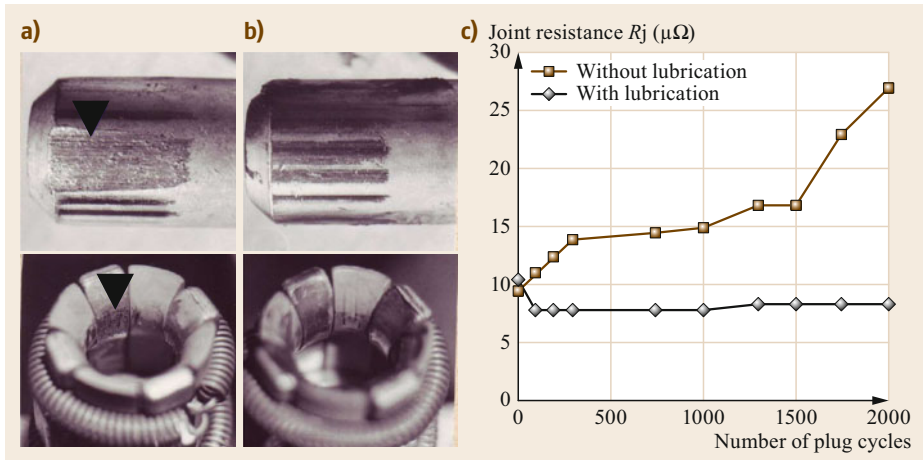 a)
b)
c) Joint resistance Rj (µΩ)
30
25
20
15
10
5
0
Without lubrication
With lubrication
0 500 1000 1500 2000
Number of plug cycles